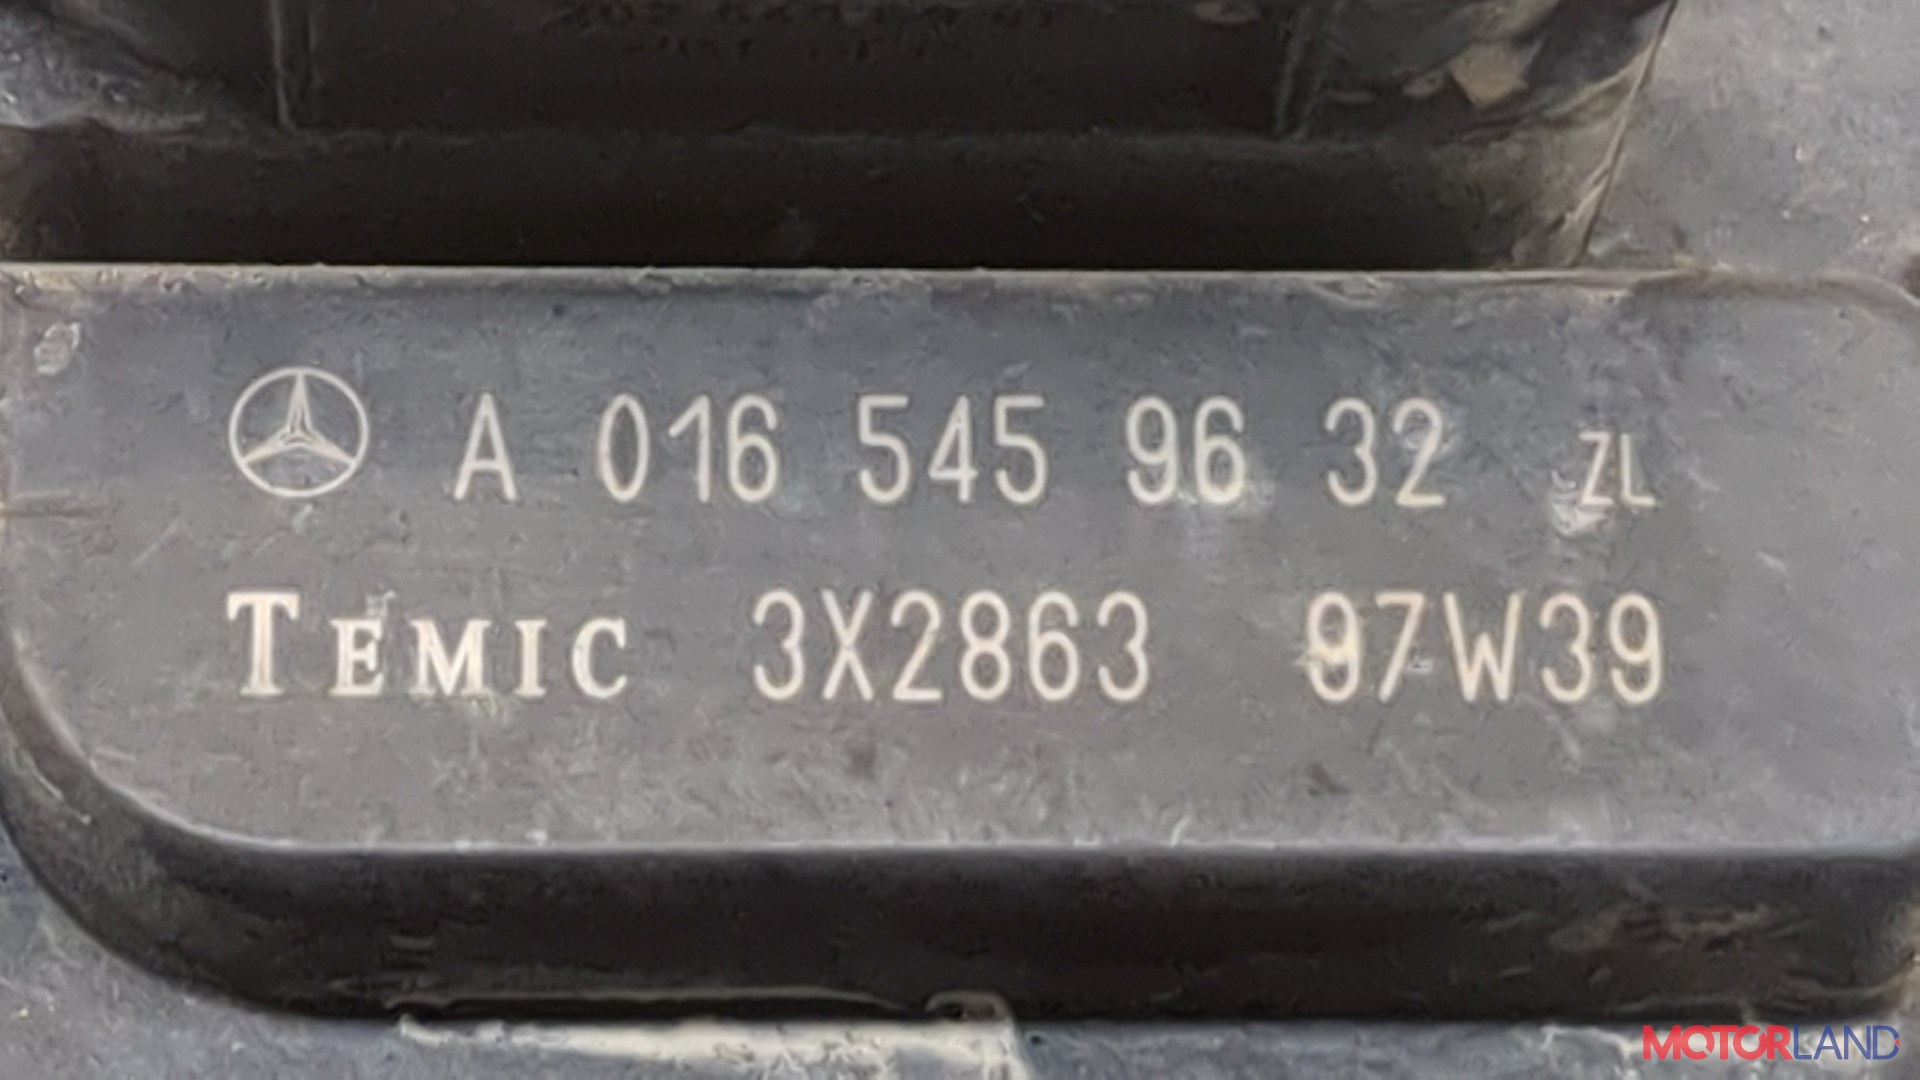 A 016 545 96 32 ZL
TEMIC 3X2863 97W39
MOTORLAND